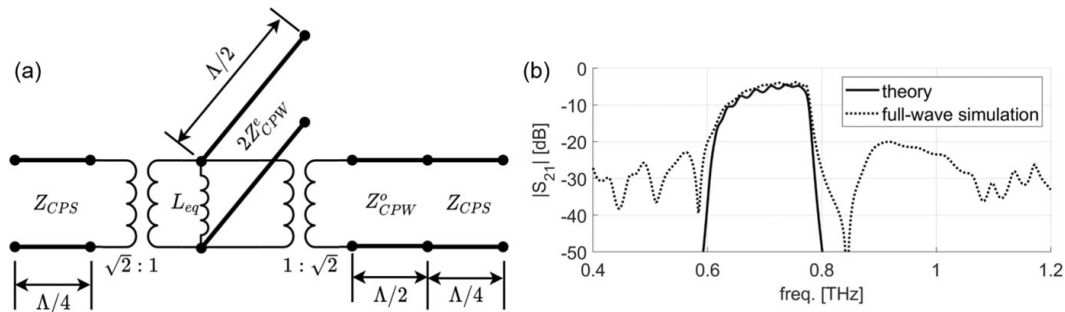 (a)
Λ/2
2Z^e_CPW
Z_CPS
L_eq
Z^o_CPW
Z_CPS
√2 : 1
1 : √2
Λ/4
Λ/2
Λ/4
(b)
0
-10
-20
-30
-40
-50
|S_21| [dB]
theory
full-wave simulation
0.4
0.6
0.8
1
1.2
freq. [THz]